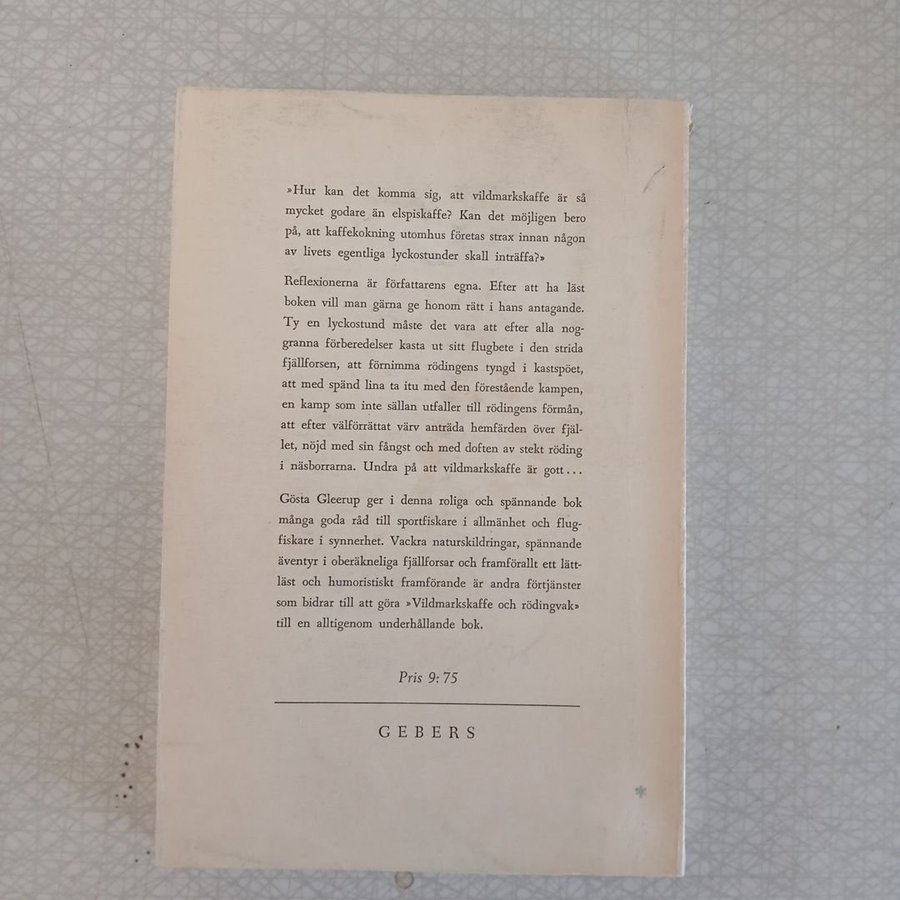 »Hur kan det komma sig, att vildmarkskaffe är så
mycket godare än elspiskaffe? Kan det möjligen bero
på, att kaffekokning utomhus företas strax innan någon
av livets egentliga lyckostunder skall inträffa?»
Reflexionerna är författarens egna. Efter att ha läst
boken vill man gärna ge honom rätt i hans antagande.
Ty en lyckostund måste det vara att efter alla nog-
granna förberedelser kasta ut sitt flugbete i den strida
fjällforsen, att förnimma rödingens tyngd i kastspöet,
att med spänd lina ta itu med den förestående kampen,
en kamp som inte sällan utfaller till rödingens förmån,
att efter välförrättat värv anträda hemfärden över fjäl-
let, nöjd med sin fångst och med doften av stekt röding
i näsborrarna. Undra på att vildmarkskaffe är gott...
Gösta Gleerup ger i denna roliga och spännande bok
många goda råd till sportfiskare i allmänhet och flug-
fiskare i synnerhet. Vackra naturskildringar, spännande
äventyr i oberäkneliga fjällforsar och framförallt ett lätt-
läst och humoristiskt framförande är andra förtjänster
som bidrar till att göra »Vildmarkskaffe och rödingvak»
till en alltigenom underhållande bok.
Pris 9:75
GEBERS